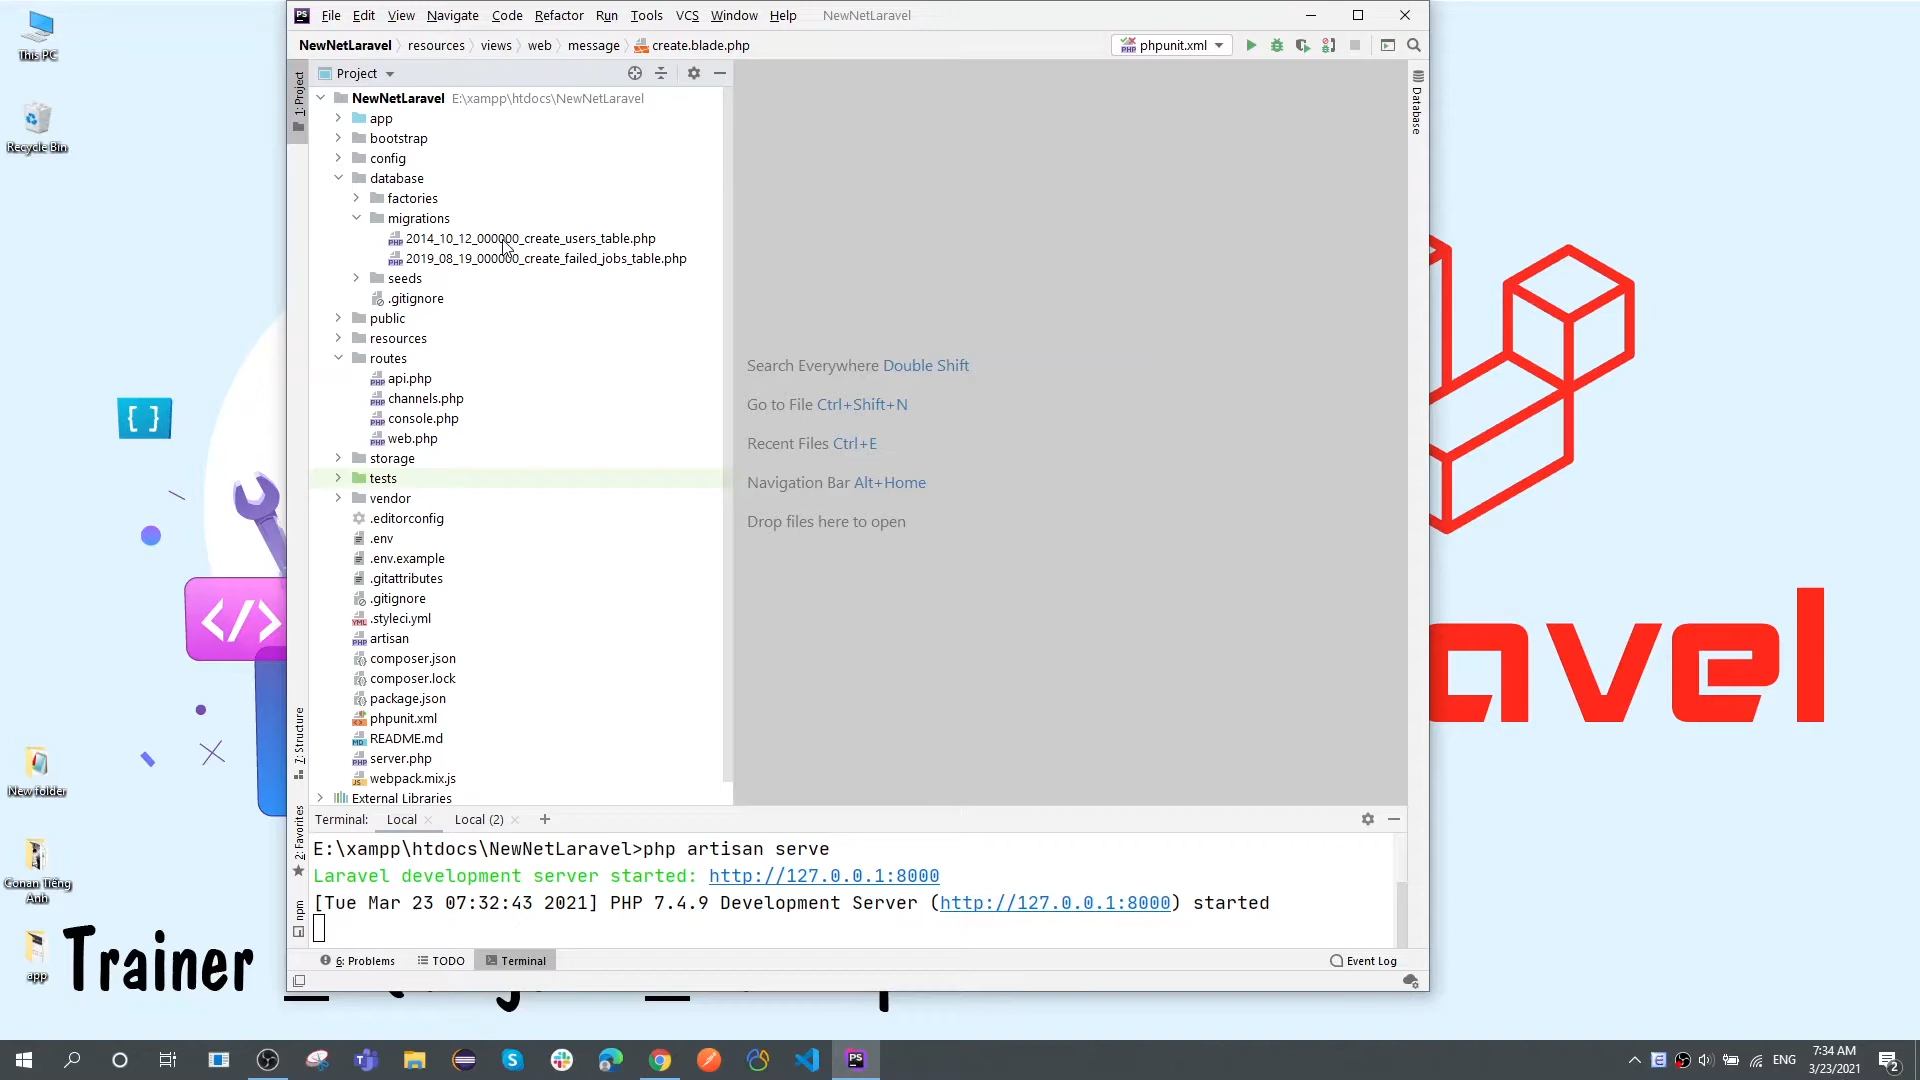 This PC
Recycle Bin
New folder
Conan Tiếng
Anh
app
Trainer
avel
File Edit View Navigate Code Refactor Run Tools VCS Window Help NewNetLaravel
NewNetLaravel resources views web message create.blade.php
phpunit.xml
1: Project
Project
Database
NewNetLaravel E:\xampp\htdocs\NewNetLaravel
app
bootstrap
config
database
factories
migrations
2014_10_12_000000_create_users_table.php
2019_08_19_000000_create_failed_jobs_table.php
seeds
.gitignore
public
resources
routes
api.php
channels.php
console.php
web.php
storage
tests
vendor
.editorconfig
.env
.env.example
.gitattributes
.gitignore
.styleci.yml
artisan
composer.json
composer.lock
package.json
phpunit.xml
README.md
server.php
webpack.mix.js
External Libraries
Search Everywhere Double Shift
Go to File Ctrl+Shift+N
Recent Files Ctrl+E
Navigation Bar Alt+Home
Drop files here to open
7: Structure
2: Favorites
npm
Terminal: Local Local (2)
E:\xampp\htdocs\NewNetLaravel>php artisan serve
Laravel development server started: http://127.0.0.1:8000
[Tue Mar 23 07:32:43 2021] PHP 7.4.9 Development Server (http://127.0.0.1:8000) started
6: Problems TODO Terminal Event Log
ENG
7:34 AM
3/23/2021
2